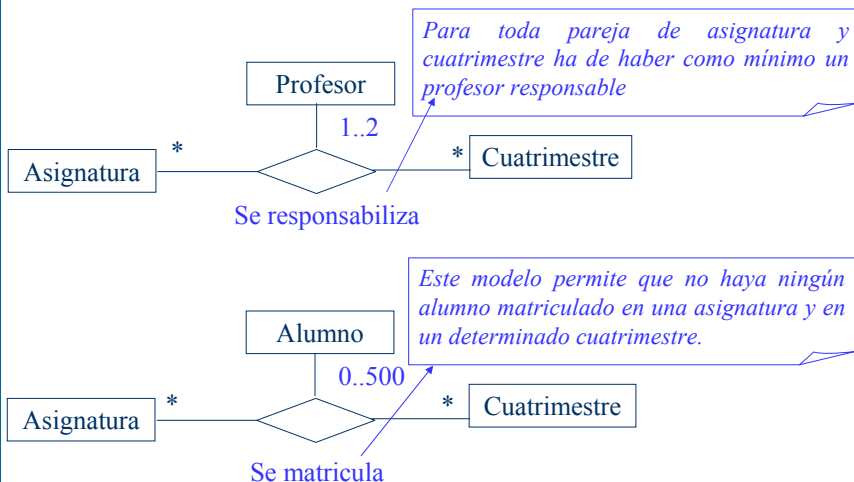 Para toda pareja de asignatura y
cuatrimestre ha de haber como mínimo un
profesor responsable
Profesor
1..2
Asignatura
*
*
Cuatrimestre
Se responsabiliza
Este modelo permite que no haya ningún
alumno matriculado en una asignatura y en
un determinado cuatrimestre.
Alumno
0..500
Asignatura
*
*
Cuatrimestre
Se matricula